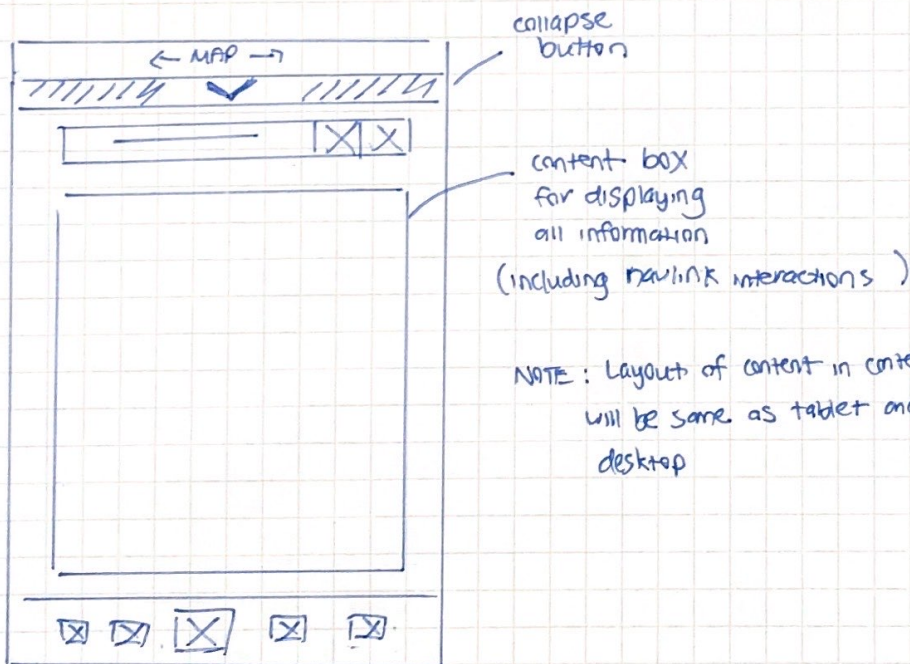 collapse
button
← MAP →
content box
for displaying
all information
(including navlink interactions)
NOTE: Layout of content in
will be same as tablet
desktop